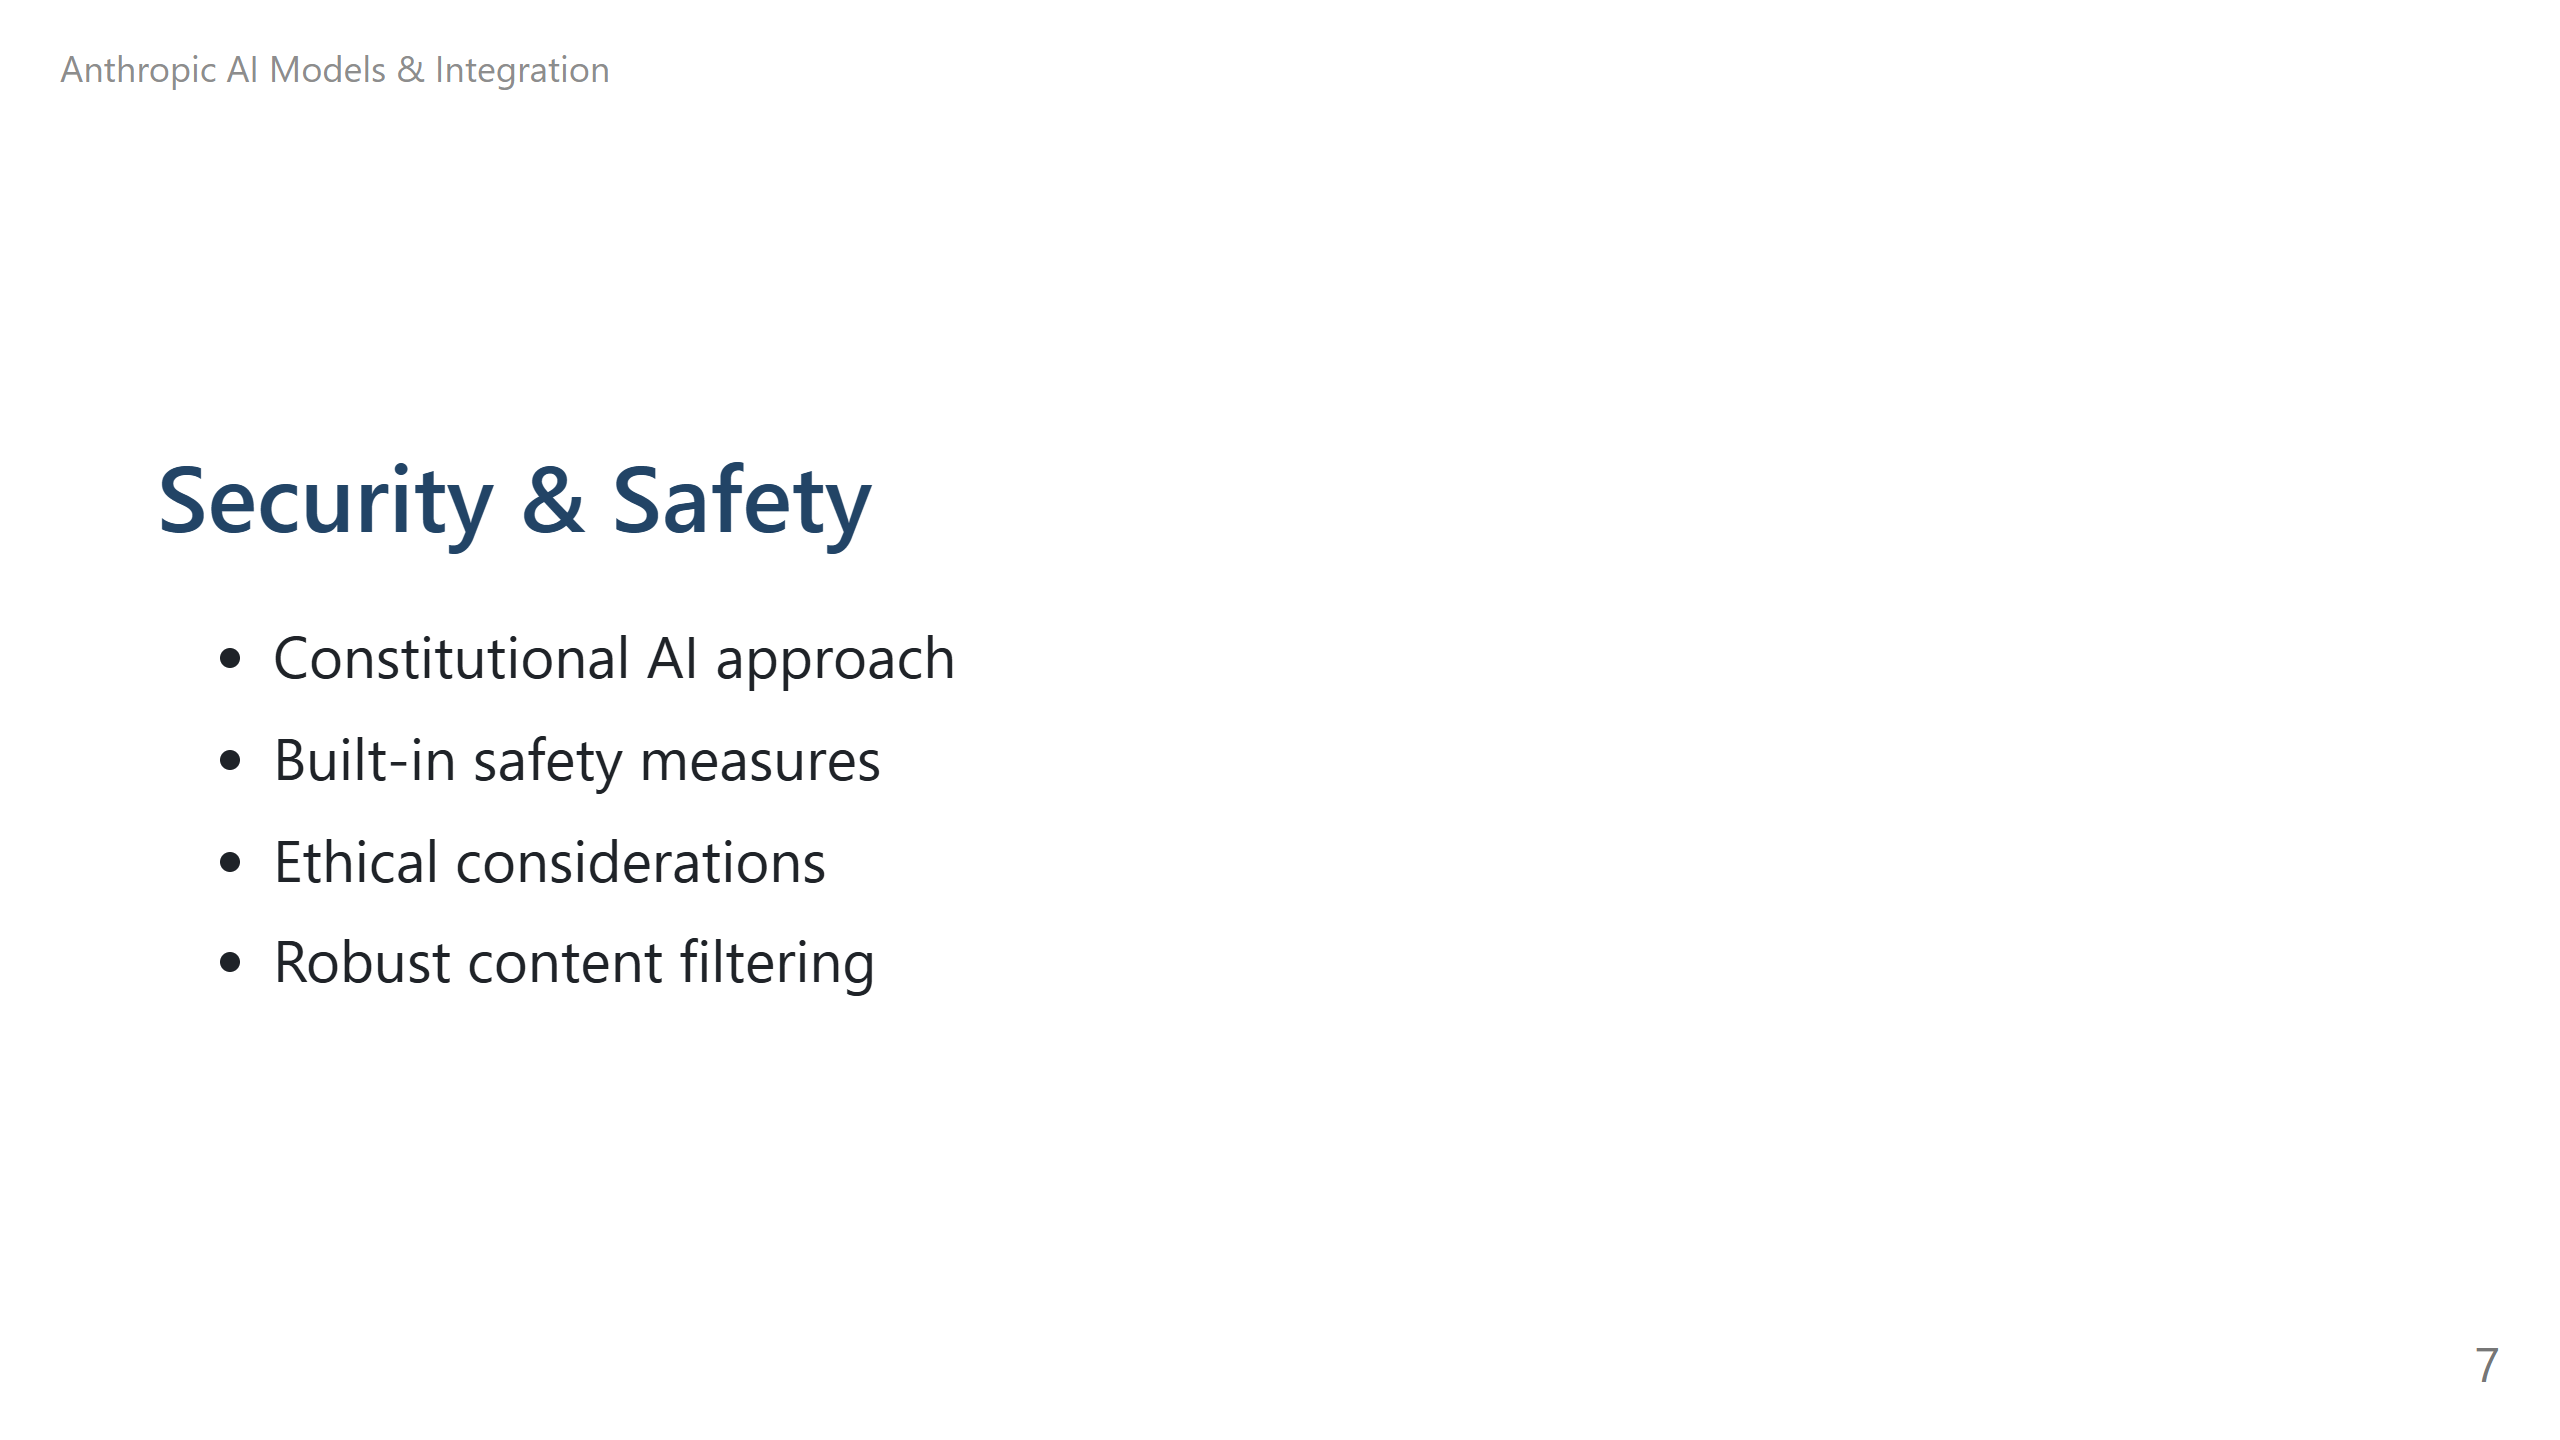 Anthropic AI Models & Integration
Security & Safety
• Constitutional AI approach
• Built-in safety measures
• Ethical considerations
• Robust content filtering
7